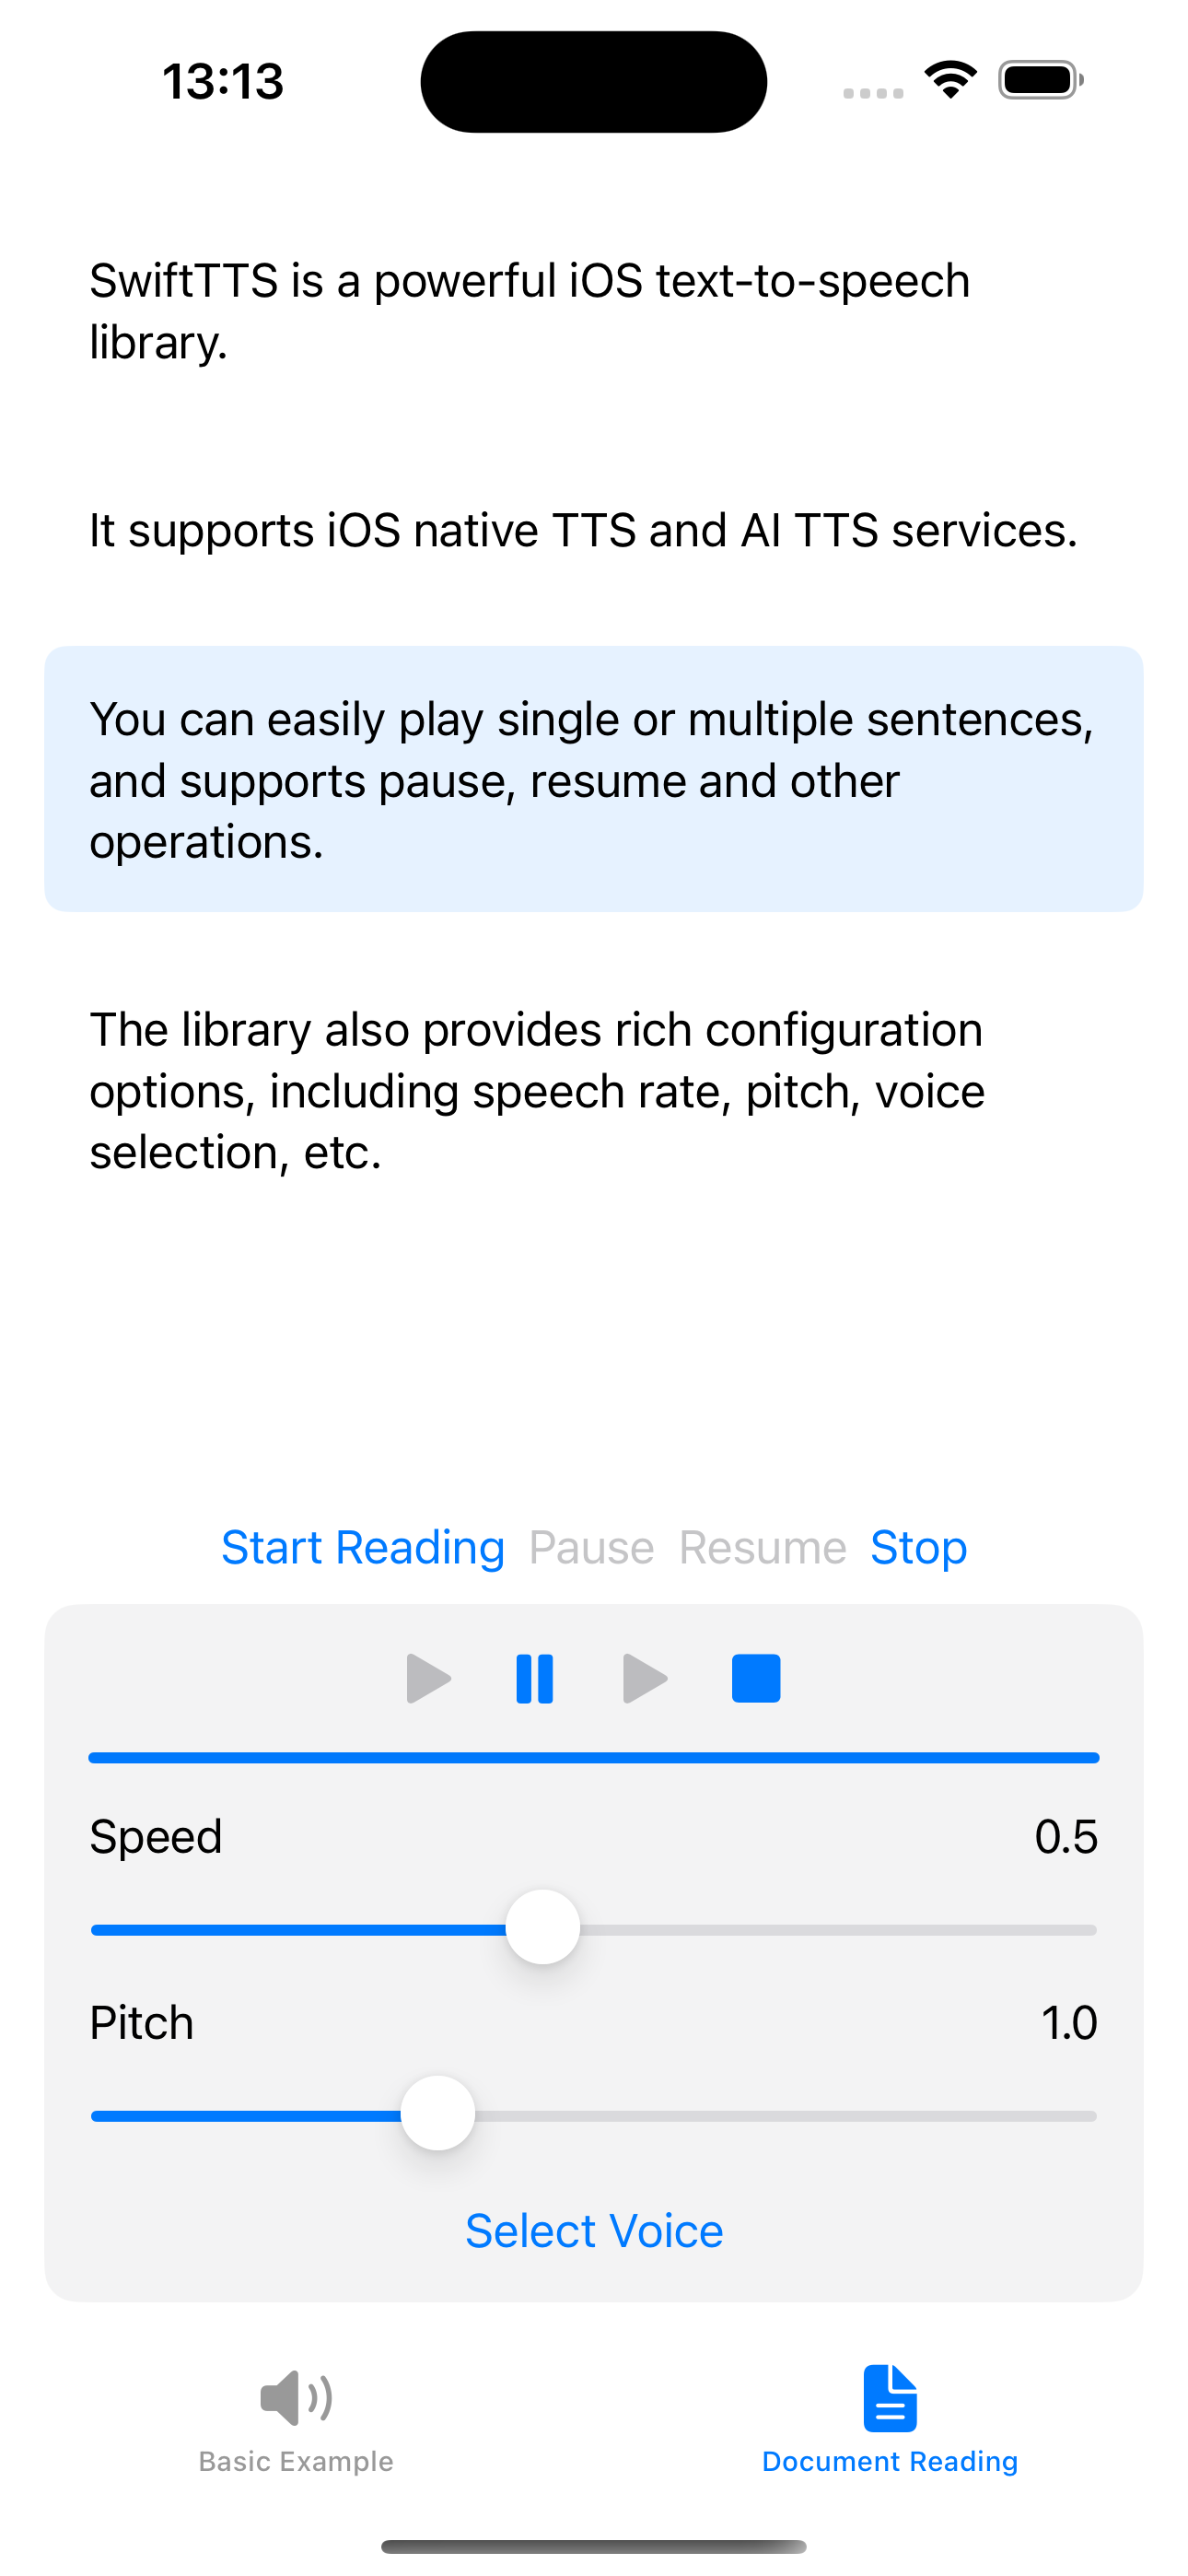 13:13
SwiftTTS is a powerful iOS text-to-speech
library.
It supports iOS native TTS and AI TTS services.
You can easily play single or multiple sentences,
and supports pause, resume and other
operations.
The library also provides rich configuration
options, including speech rate, pitch, voice
selection, etc.
Start Reading Pause Resume Stop
Speed 0.5
Pitch 1.0
Select Voice
Basic Example Document Reading